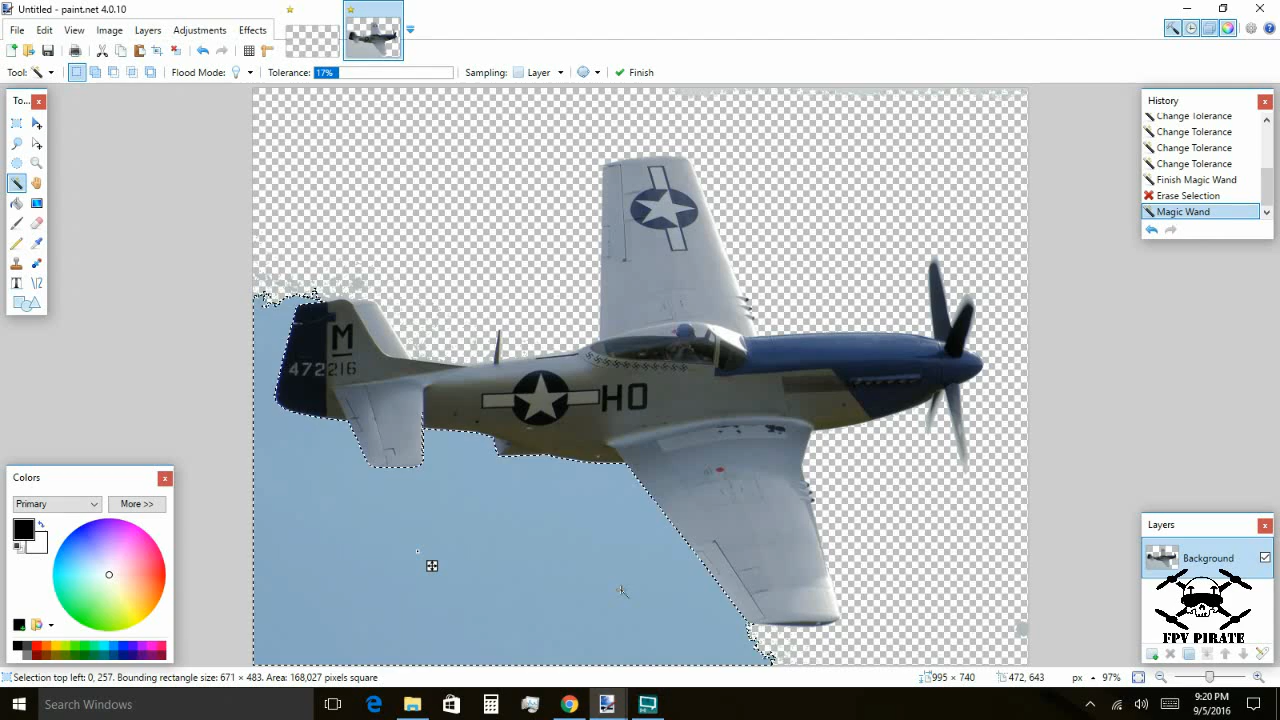 Untitled - paint.net 4.0.10
File Edit View Image Layers Adjustments Effects
Tool: Flood Mode: Tolerance: 17% Sampling: Layer Finish
To...
History
Change Tolerance
Change Tolerance
Change Tolerance
Change Tolerance
Finish Magic Wand
Erase Selection
Magic Wand
M
472216
HO
Colors
Primary More >>
Layers
Background
FPV PIRATE
Selection top left: 0, 257. Bounding rectangle size: 671 × 483. Area: 168,027 pixels square
995 × 740 472, 643 px 97%
Search Windows
9:20 PM
9/5/2016